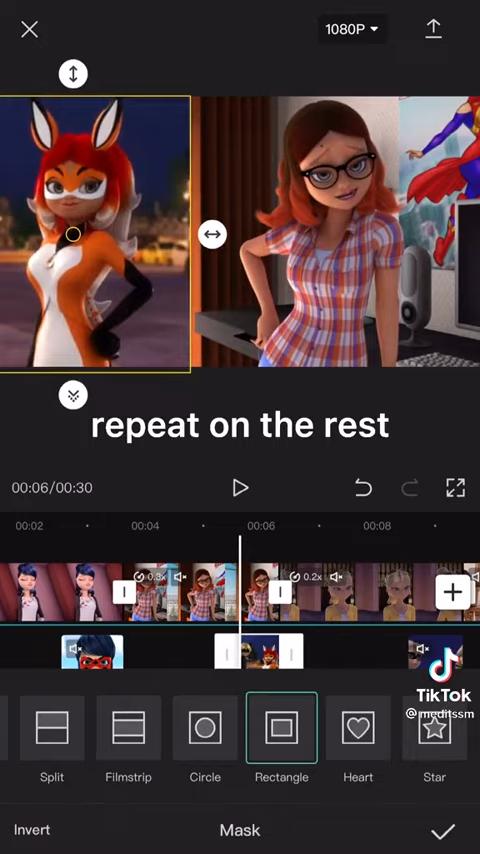 1080P
repeat on the rest
00:06/00:30
00:02
00:04
00:06
00:08
0.3x
0.2x
TikTok
@meditssm
Split
Filmstrip
Circle
Rectangle
Heart
Star
Invert
Mask